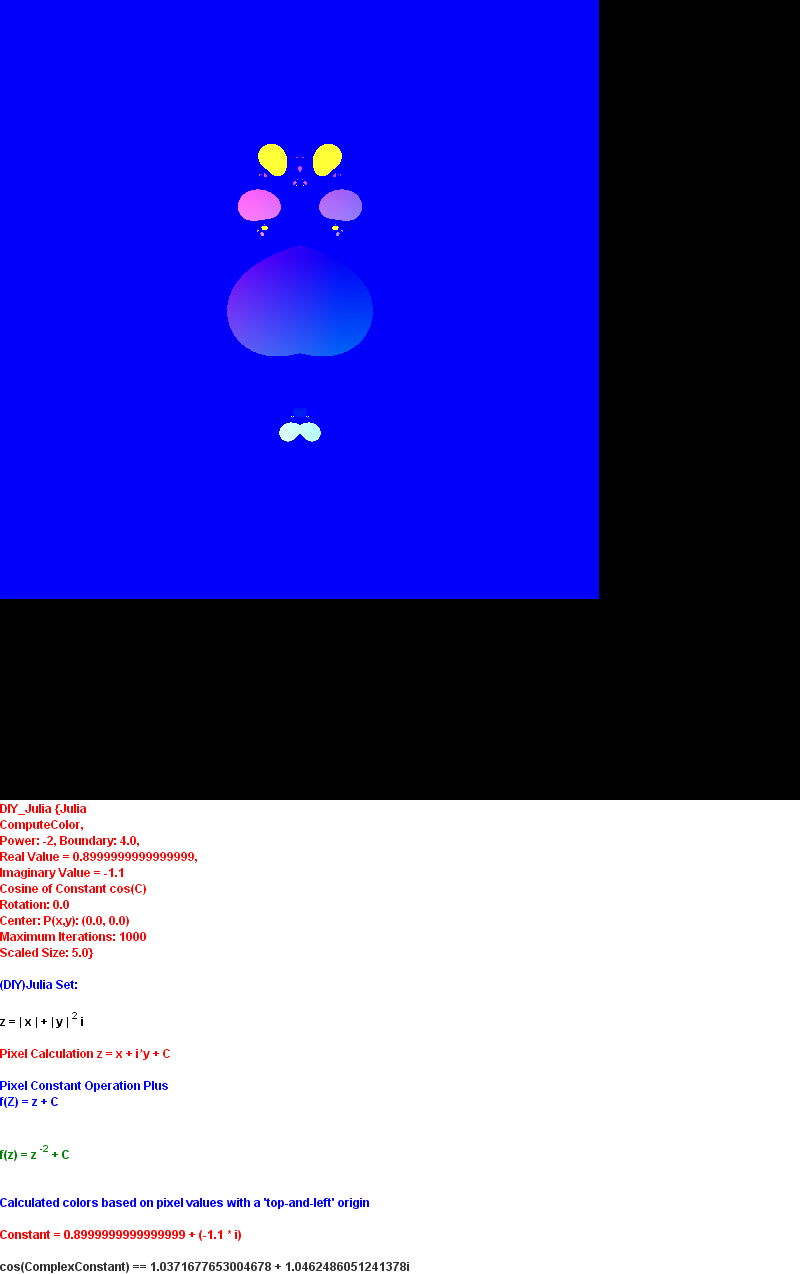 DIY_Julia {Julia
ComputeColor,
Power: -2, Boundary: 4.0,
Real Value = 0.8999999999999999,
Imaginary Value = -1.1
Cosine of Constant cos(C)
Rotation: 0.0
Center: P(x,y): (0.0, 0.0)
Maximum Iterations: 1000
Scaled Size: 5.0}
(DIY)Julia Set:
z = | x | + | y | ² i
Pixel Calculation z = x + i*y + C
Pixel Constant Operation Plus
f(Z) = z + C
f(z) = z ⁻² + C
Calculated colors based on pixel values with a 'top-and-left' origin
Constant = 0.8999999999999999 + (-1.1 * i)
cos(ComplexConstant) == 1.0371677653004678 + 1.0462486051241378i